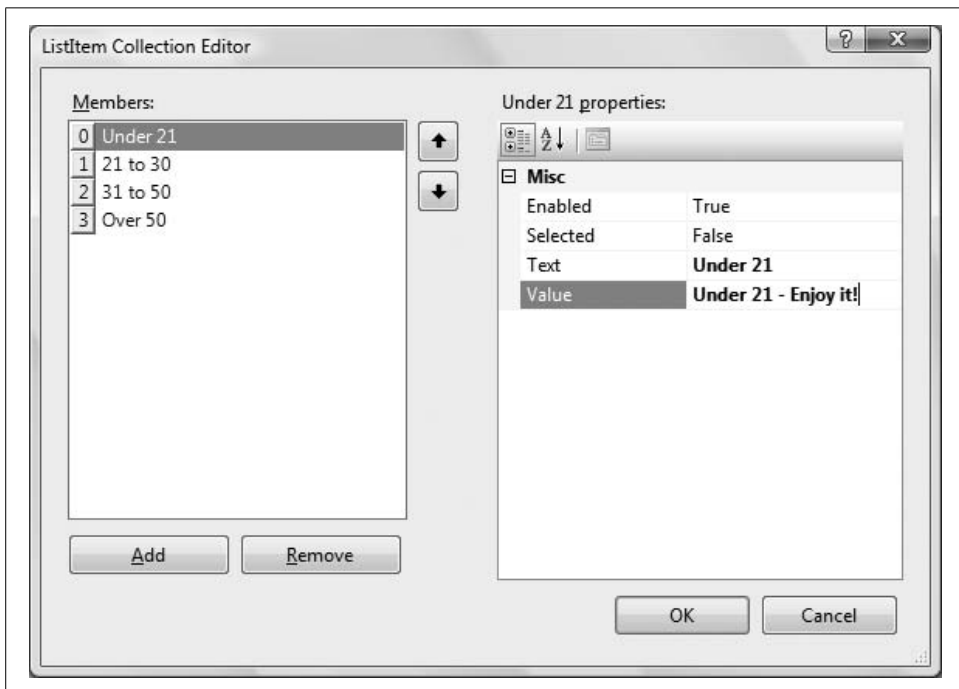 ListItem Collection Editor
?
X
Members:
0 Under 21
1 21 to 30
2 31 to 50
3 Over 50
Add
Remove
Under 21 properties:
A
Z
Misc
Enabled True
Selected False
Text Under 21
Value Under 21 - Enjoy it!
OK
Cancel